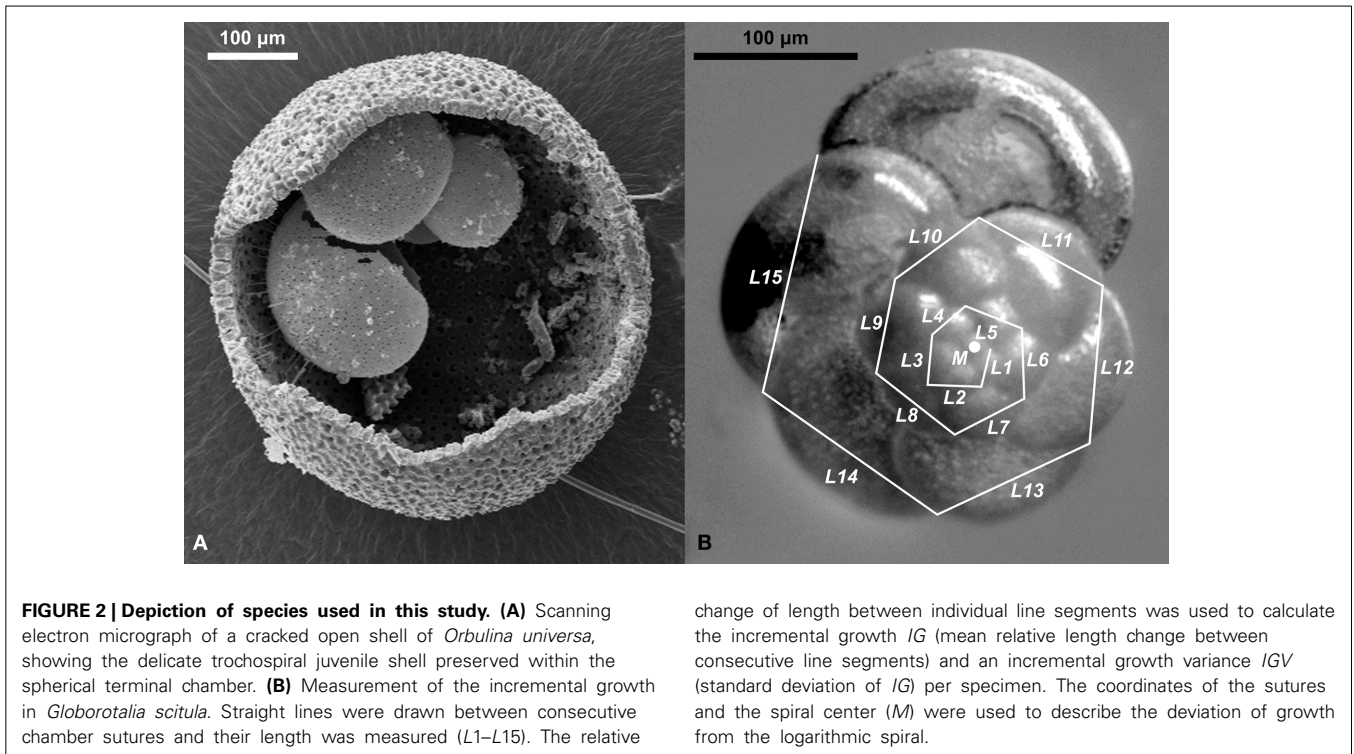 100 µm
100 µm
L10
L11
L15
L9
L4
L5
L3
M
L1
L6
L12
L2
L8
L7
L14
L13
A
B
FIGURE 2 | Depiction of species used in this study. (A) Scanning
electron micrograph of a cracked open shell of Orbulina universa,
showing the delicate trochospiral juvenile shell preserved within the
spherical terminal chamber. (B) Measurement of the incremental growth
in Globorotalia scitula. Straight lines were drawn between consecutive
chamber sutures and their length was measured (L1–L15). The relative
change of length between individual line segments was used to calculate
the incremental growth IG (mean relative length change between
consecutive line segments) and an incremental growth variance IGV
(standard deviation of IG) per specimen. The coordinates of the sutures
and the spiral center (M) were used to describe the deviation of growth
from the logarithmic spiral.